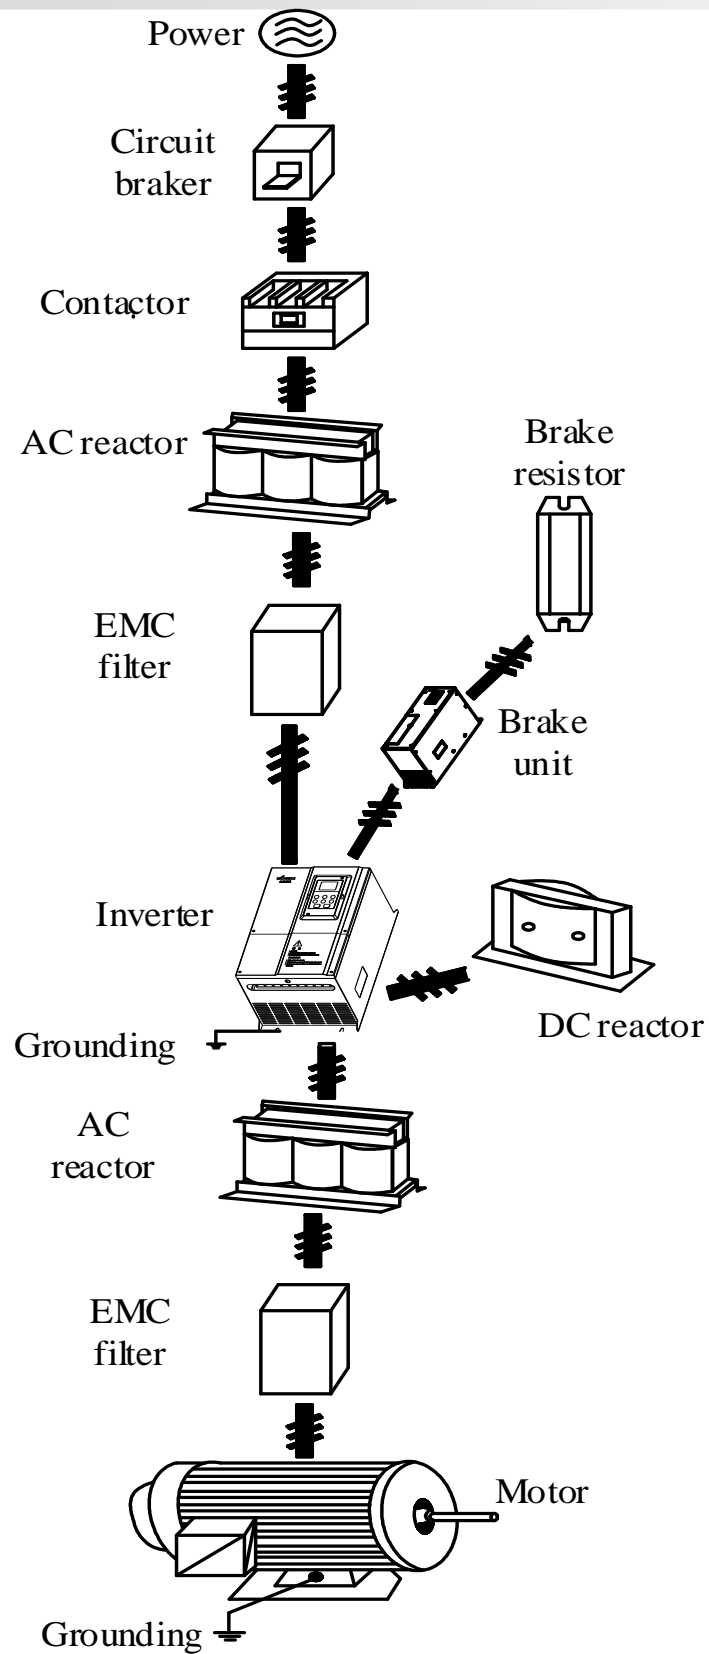 Power
Circuit
braker
Contactor
AC reactor
Brake
resistor
EMC
filter
Brake
unit
Inverter
DC reactor
Grounding
AC
reactor
EMC
filter
Motor
Grounding